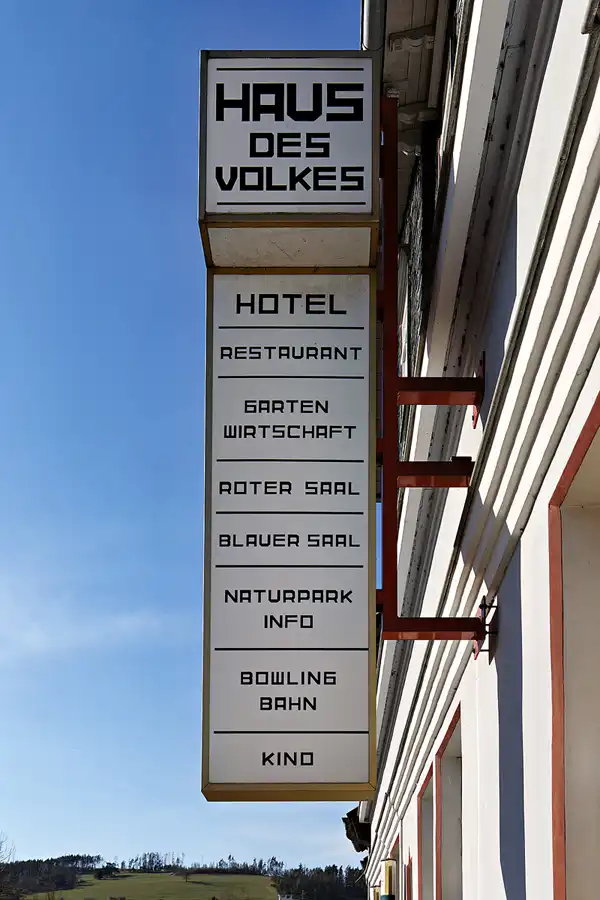 HAUS
DES
VOLKES
HOTEL
RESTAURANT
GARTEN
WIRTSCHAFT
ROTER SAAL
BLAUER SAAL
NATURPARK
INFO
BOWLING
BAHN
KINO